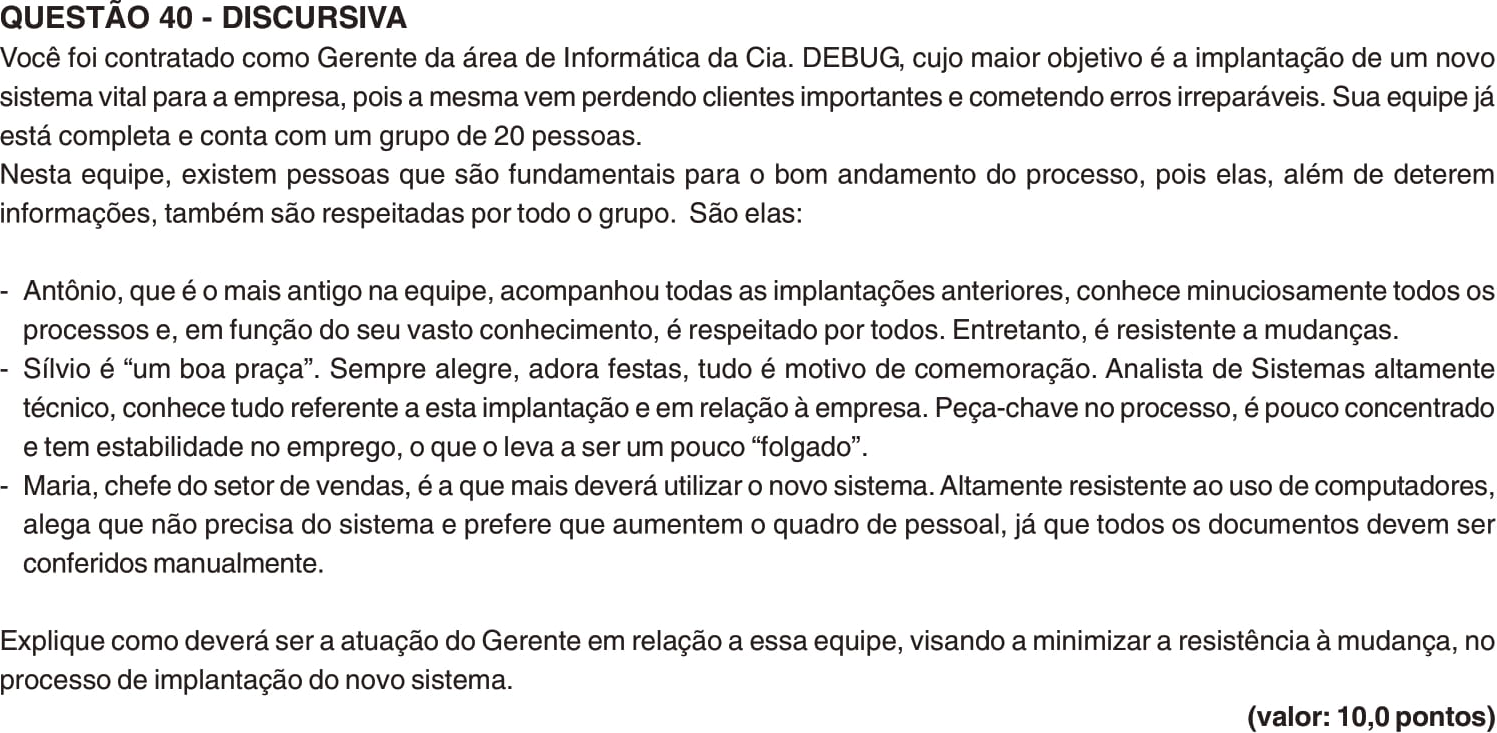 QUESTÃO 40 - DISCURSIVA
Você foi contratado como Gerente da área de Informática da Cia. DEBUG, cujo maior objetivo é a implantação de um novo
sistema vital para a empresa, pois a mesma vem perdendo clientes importantes e cometendo erros irreparáveis. Sua equipe já
está completa e conta com um grupo de 20 pessoas.
Nesta equipe, existem pessoas que são fundamentais para o bom andamento do processo, pois elas, além de deterem
informações, também são respeitadas por todo o grupo. São elas:
- Antônio, que é o mais antigo na equipe, acompanhou todas as implantações anteriores, conhece minuciosamente todos os
processos e, em função do seu vasto conhecimento, é respeitado por todos. Entretanto, é resistente a mudanças.
- Sílvio é “um boa praça”. Sempre alegre, adora festas, tudo é motivo de comemoração. Analista de Sistemas altamente
técnico, conhece tudo referente a esta implantação e em relação à empresa. Peça-chave no processo, é pouco concentrado
e tem estabilidade no emprego, o que o leva a ser um pouco “folgado”.
- Maria, chefe do setor de vendas, é a que mais deverá utilizar o novo sistema. Altamente resistente ao uso de computadores,
alega que não precisa do sistema e prefere que aumentem o quadro de pessoal, já que todos os documentos devem ser
conferidos manualmente.
Explique como deverá ser a atuação do Gerente em relação a essa equipe, visando a minimizar a resistência à mudança, no
processo de implantação do novo sistema.
(valor: 10,0 pontos)